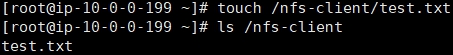 [root@ip-10-0-0-199 ~]# touch /nfs-client/test.txt
[root@ip-10-0-0-199 ~]# ls /nfs-client
test.txt